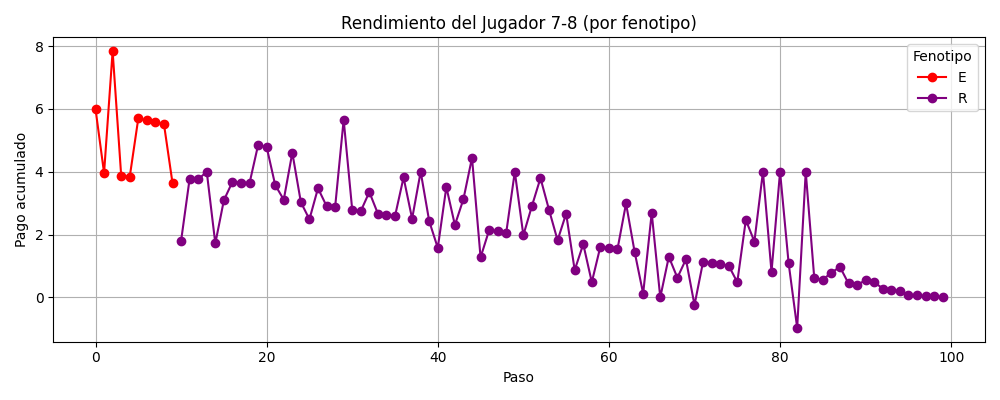 Rendimiento del Jugador 7-8 (por fenotipo)
Pago acumulado
8
6
4
2
0
Fenotipo
E
R
0 20 40 60 80 100
Paso